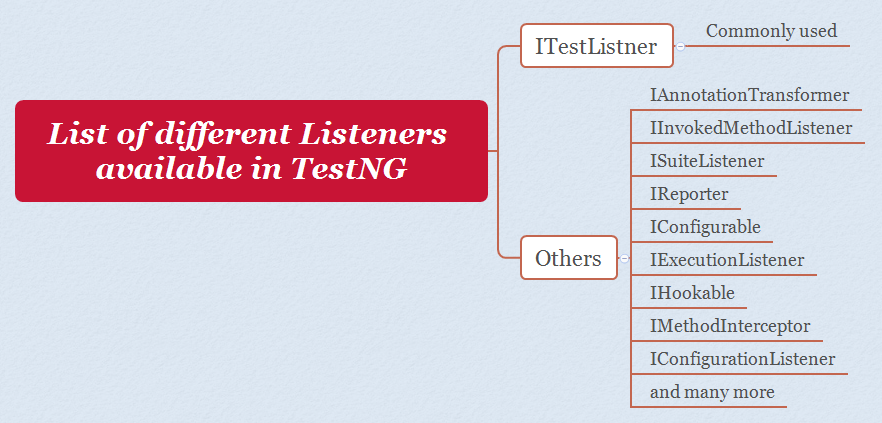 List of different Listeners
available in TestNG
ITestListner
Commonly used
Others
IAnnotationTransformer
IInvokedMethodListener
ISuiteListener
IReporter
IConfigurable
IExecutionListener
IHookable
IMethodInterceptor
IConfigurationListener
and many more